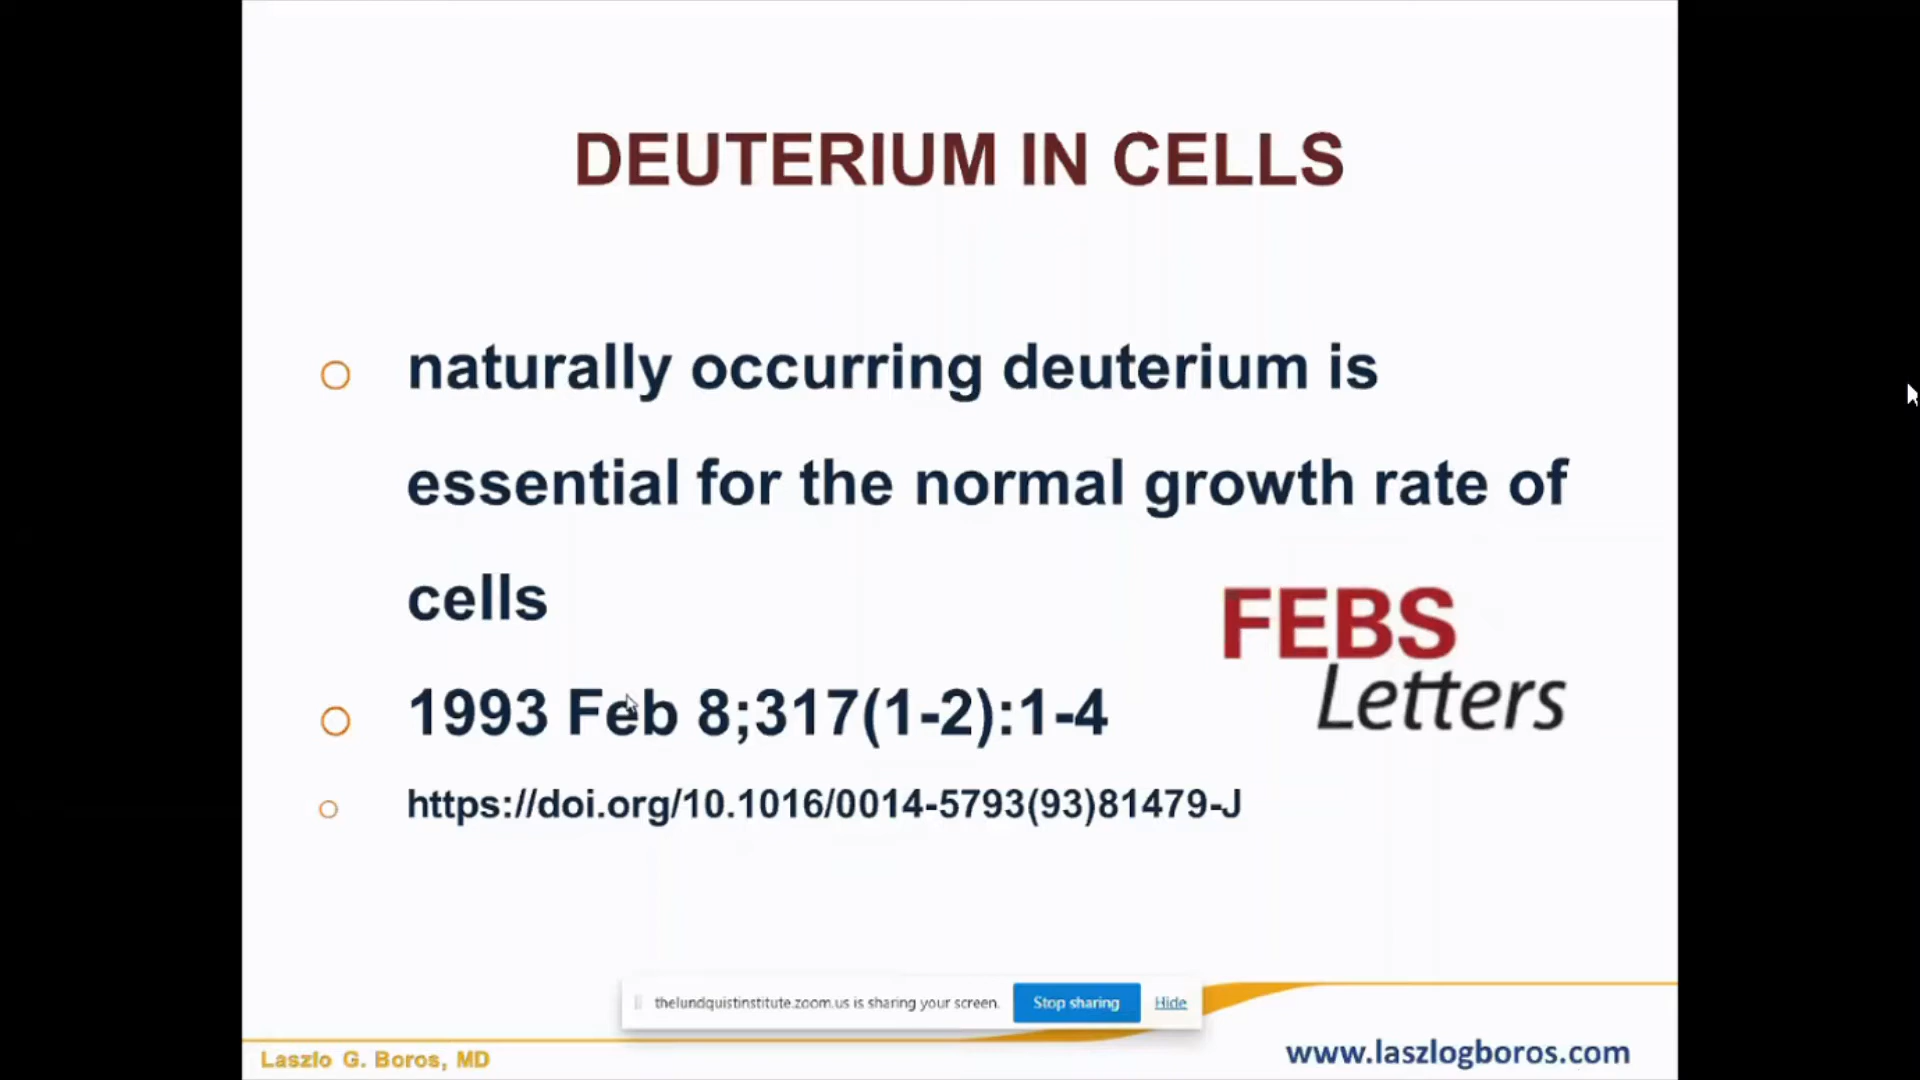 DEUTERIUM IN CELLS
naturally occurring deuterium is
essential for the normal growth rate of
cells
FEBS
Letters
1993 Feb 8;317(1-2):1-4
https://doi.org/10.1016/0014-5793(93)81479-J
thelundquistinstitute.zoom.us is sharing your screen. Stop sharing Hide
Laszlo G. Boros, MD
www.laszlogboros.com